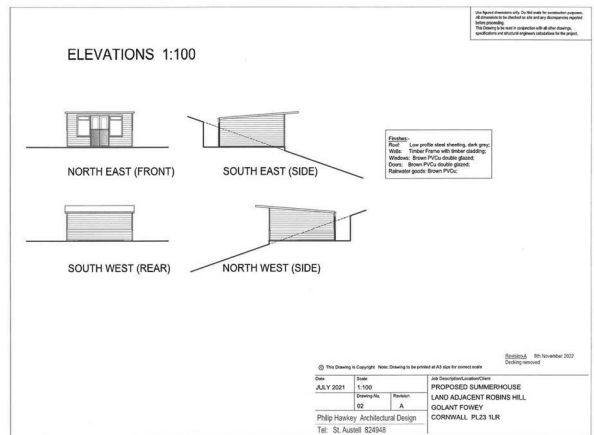 Use figured dimensions only. Do Not scale for construction purposes.
All dimensions to be checked on site and any discrepancies reported
before proceeding.
This Drawing to be read in conjunction with all other drawings,
specifications and structural engineers calculations for the project.
ELEVATIONS 1:100
NORTH EAST (FRONT)
SOUTH EAST (SIDE)
Finishes:-
Roof: Low profile steel sheeting, dark grey;
Walls: Timber Frame with timber cladding;
Windows: Brown PVCu double glazed;
Doors: Brown PVCu double glazed;
Rainwater goods: Brown PVCu;
SOUTH WEST (REAR)
NORTH WEST (SIDE)
Revision A 8th November 2022
Decking removed
© This Drawing is Copyright Note: Drawing to be printed at A3 size for correct scale
Date
JULY 2021
Scale
1:100
Drawing No.
02
Revision
A
Philip Hawkey Architectural Design
Tel: St. Austell 824948
Job Description/Location/Client
PROPOSED SUMMERHOUSE
LAND ADJACENT ROBINS HILL
GOLANT FOWEY
CORNWALL PL23 1LR